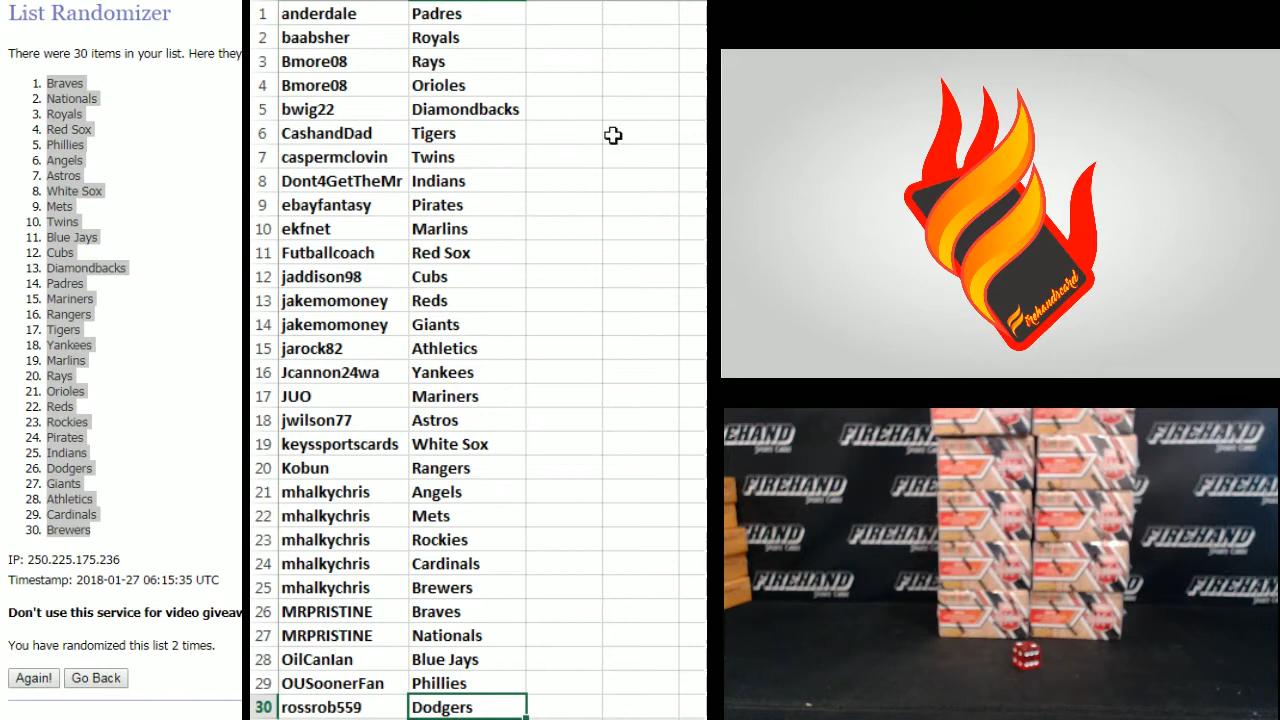 List Randomizer
There were 30 items in your list. Here they
1. Braves
2. Nationals
3. Royals
4. Red Sox
5. Phillies
6. Angels
7. Astros
8. White Sox
9. Mets
10. Twins
11. Blue Jays
12. Cubs
13. Diamondbacks
14. Padres
15. Mariners
16. Rangers
17. Tigers
18. Yankees
19. Marlins
20. Rays
21. Orioles
22. Reds
23. Rockies
24. Pirates
25. Indians
26. Dodgers
27. Giants
28. Athletics
29. Cardinals
30. Brewers
IP: 250.225.175.236
Timestamp: 2018-01-27 06:15:35 UTC
Don't use this service for video giveaw
You have randomized this list 2 times.
Again! Go Back
1 anderdale Padres
2 baabsher Royals
3 Bmore08 Rays
4 Bmore08 Orioles
5 bwig22 Diamondbacks
6 CashandDad Tigers
7 caspermclovin Twins
8 Dont4GetTheMr Indians
9 ebayfantasy Pirates
10 ekfnet Marlins
11 Futballcoach Red Sox
12 jaddison98 Cubs
13 jakemomoney Reds
14 jakemomoney Giants
15 jarock82 Athletics
16 Jcannon24wa Yankees
17 JUO Mariners
18 jwilson77 Astros
19 keyssportscards White Sox
20 Kobun Rangers
21 mhalkychris Angels
22 mhalkychris Mets
23 mhalkychris Rockies
24 mhalkychris Cardinals
25 mhalkychris Brewers
26 MRPRISTINE Braves
27 MRPRISTINE Nationals
28 OilCanIan Blue Jays
29 OUSoonerFan Phillies
30 rossrob559 Dodgers
Firehandscard
FIREHAND
SPORTS CARDS